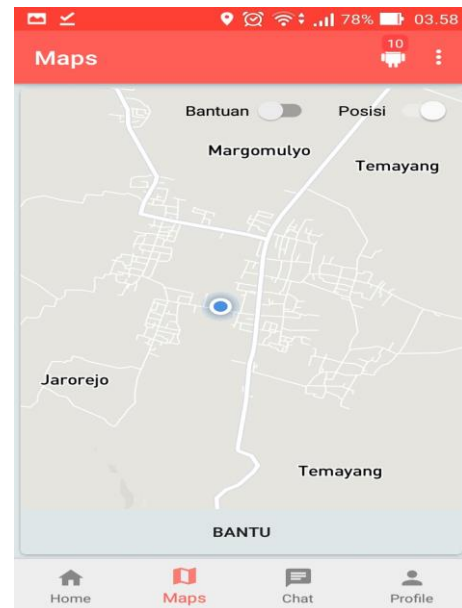 78% 03.58
Maps
10
Bantuan Posisi
Margomulyo
Temayang
Jarorejo
Temayang
BANTU
Home Maps Chat Profile